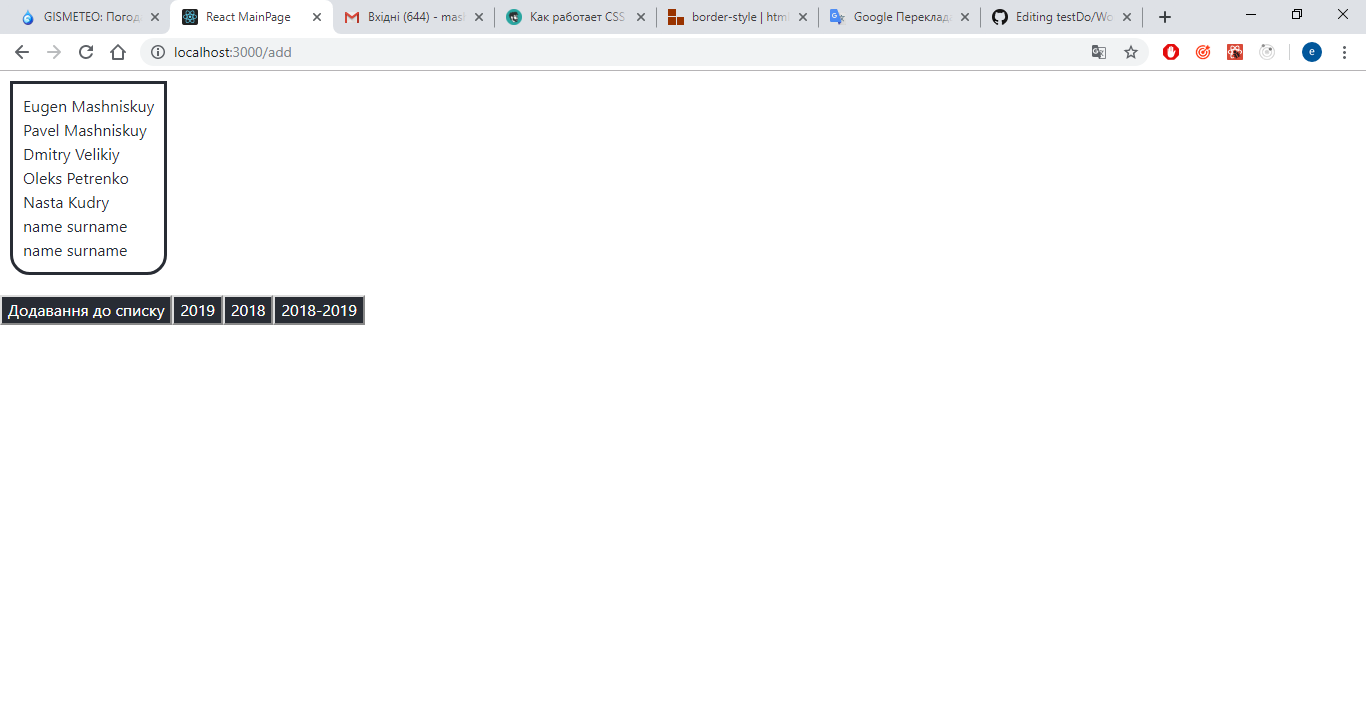 GISMETEO: Погод
React MainPage
Вхідні (644) - mas
Как работает CSS
border-style | htm
Google Переклад
Editing testDo/Wo
localhost:3000/add
e
Eugen Mashniskuy
Pavel Mashniskuy
Dmitry Velikiy
Oleks Petrenko
Nasta Kudry
name surname
name surname
Додавання до списку 2019 2018 2018-2019